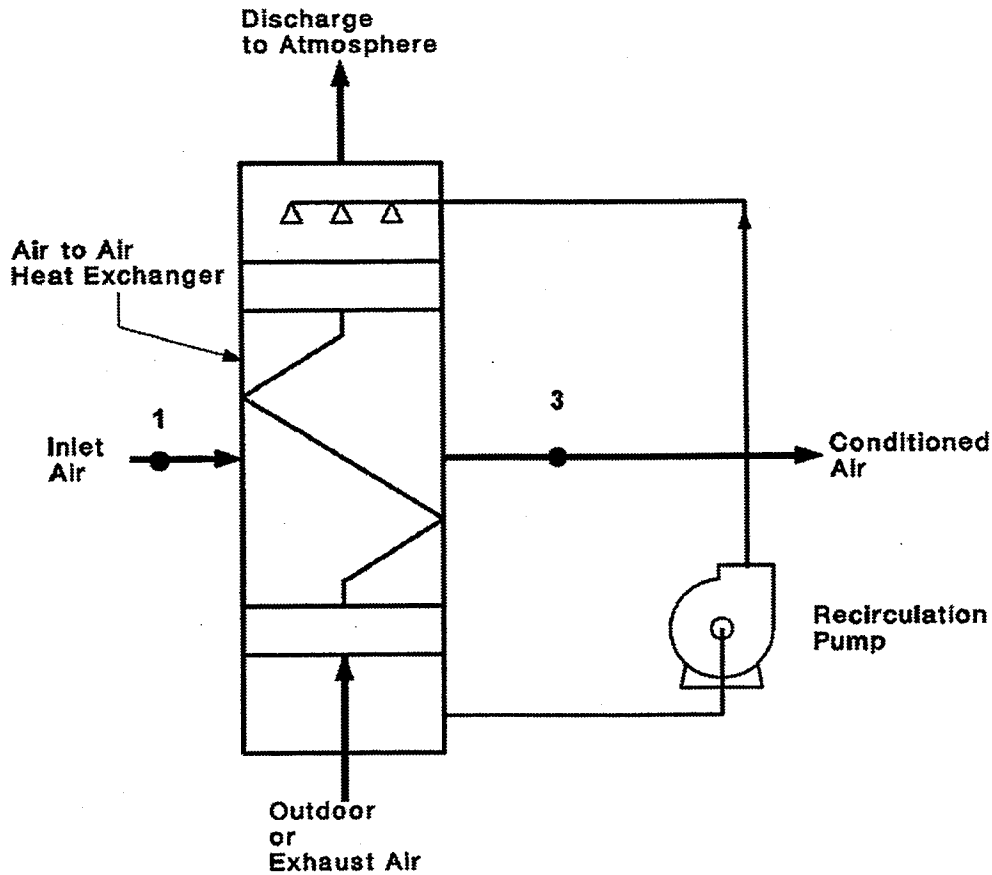 Discharge
to Atmosphere
Air to Air
Heat Exchanger
1
Inlet
Air
3
Conditioned
Air
Recirculation
Pump
Outdoor
or
Exhaust Air